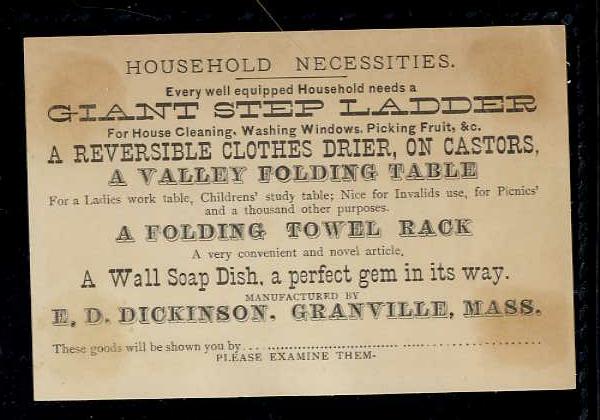 HOUSEHOLD NECESSITIES.
Every well equipped Household needs a
GIANT STEP LADDER
For House Cleaning, Washing Windows, Picking Fruit, &c.
A REVERSIBLE CLOTHES DRIER, ON CASTORS,
A VALLEY FOLDING TABLE
For a Ladies work table, Childrens' study table; Nice for Invalids use, for Picnics'
and a thousand other purposes.
A FOLDING TOWEL RACK
A very convenient and novel article,
A Wall Soap Dish, a perfect gem in its way.
MANUFACTURED BY
E. D. DICKINSON, GRANVILLE, MASS.
These goods will be shown you by................................................
PLEASE EXAMINE THEM-